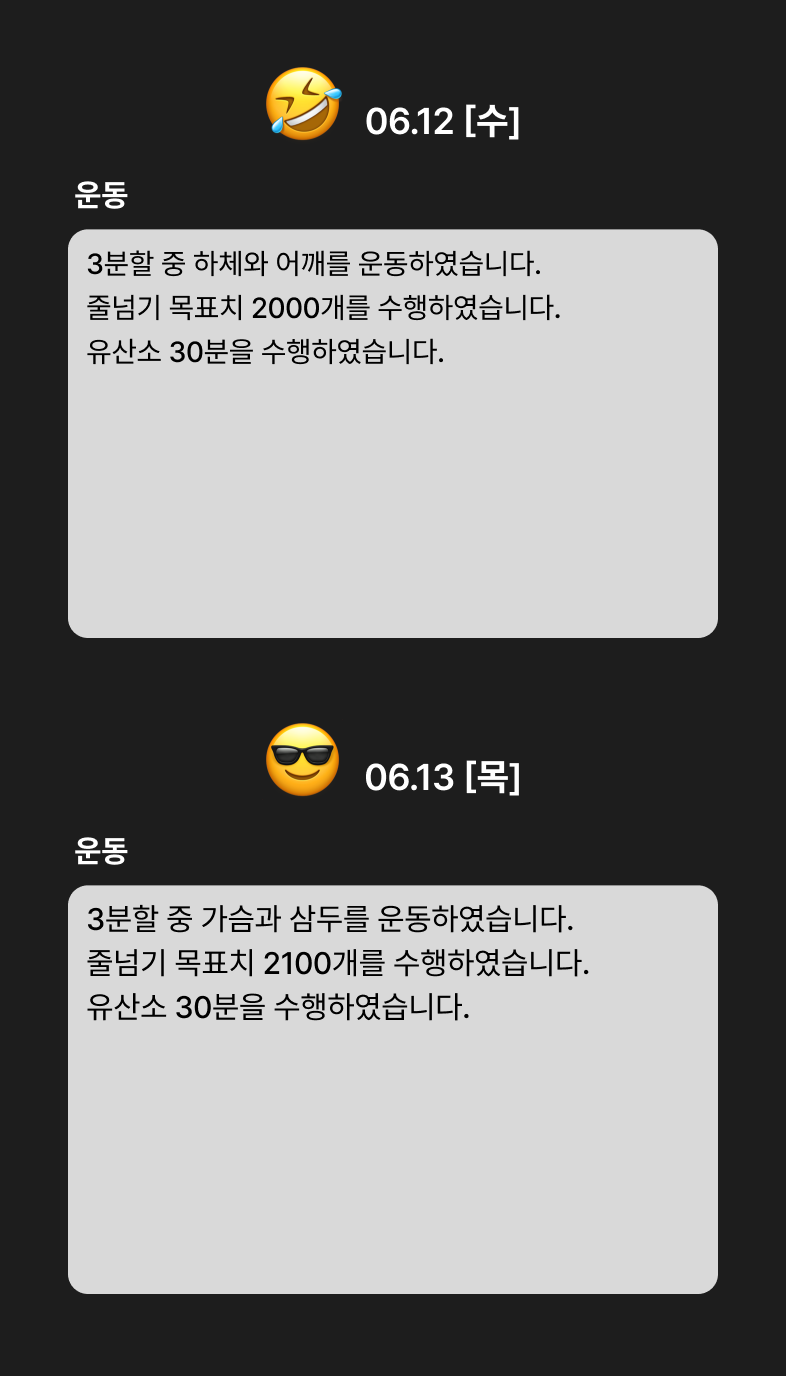 🤣 06.12 [수]
운동
3분할 중 하체와 어깨를 운동하였습니다.
줄넘기 목표치 2000개를 수행하였습니다.
유산소 30분을 수행하였습니다.
😎 06.13 [목]
운동
3분할 중 가슴과 삼두를 운동하였습니다.
줄넘기 목표치 2100개를 수행하였습니다.
유산소 30분을 수행하였습니다.